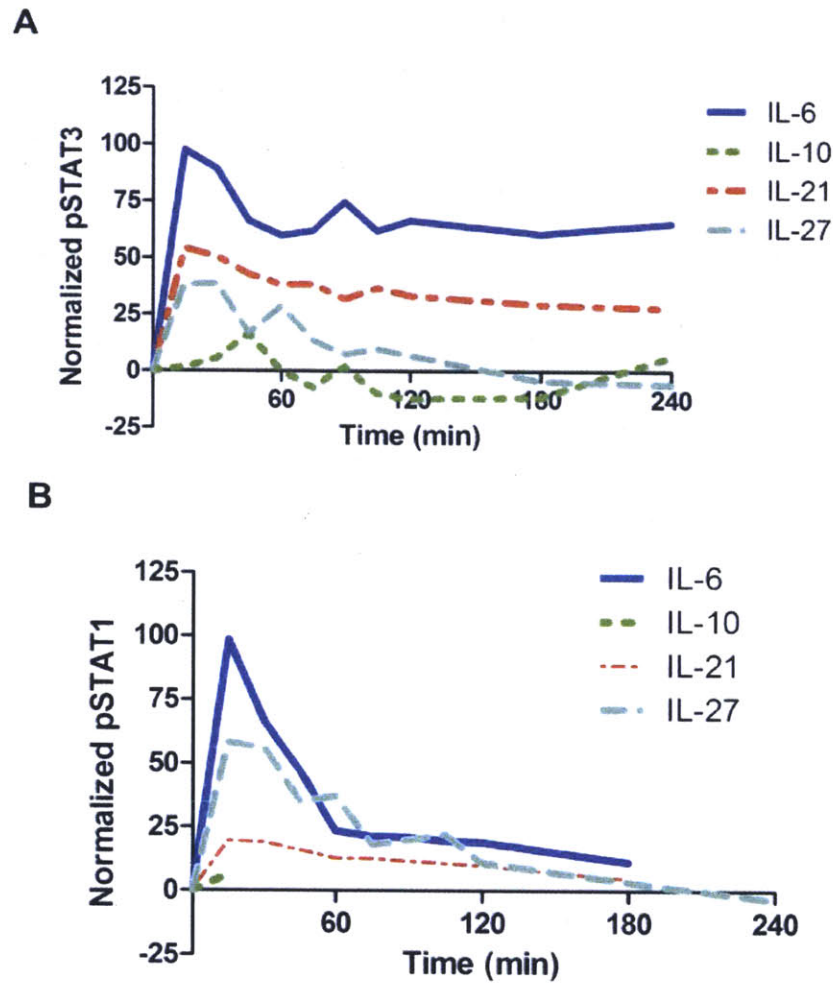 A
Normalized pSTAT3
125
100
75
50
25
0
-25
60
120
180
240
Time (min)
IL-6
IL-10
IL-21
IL-27
B
Normalized pSTAT1
125
100
75
50
25
0
-25
60
120
180
240
Time (min)
IL-6
IL-10
IL-21
IL-27